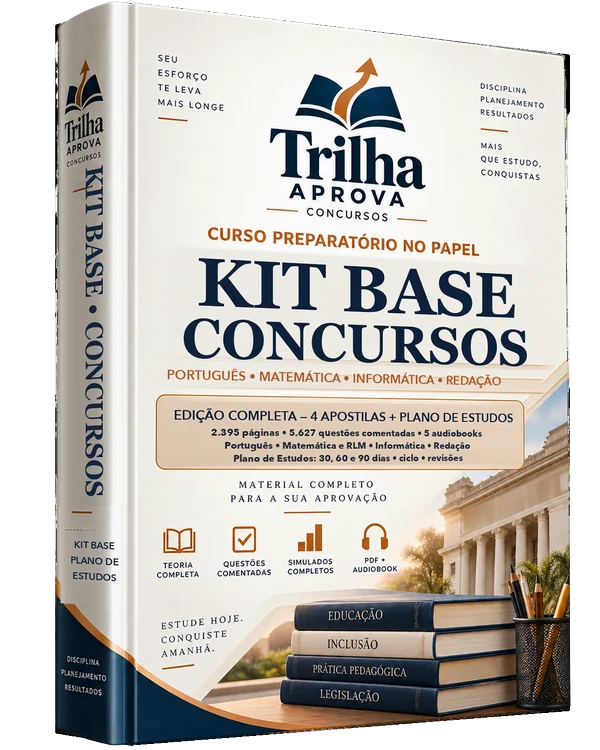 SEU
ESFORÇO
TE LEVA
MAIS LONGE
DISCIPLINA
PLANEJAMENTO
RESULTADOS
MAIS
QUE ESTUDO,
CONQUISTAS
Trilha
APROVA
CONCURSOS
CURSO PREPARATÓRIO NO PAPEL
KIT BASE
CONCURSOS
PORTUGUÊS • MATEMÁTICA • INFORMÁTICA • REDAÇÃO
EDIÇÃO COMPLETA – 4 APOSTILAS + PLANO DE ESTUDOS
2.395 páginas • 5.627 questões comentadas • 5 audiobooks
Português • Matemática e RLM • Informática • Redação
Plano de Estudos: 30, 60 e 90 dias • ciclo • revisões
MATERIAL COMPLETO
PARA A SUA APROVAÇÃO
TEORIA
COMPLETA
QUESTÕES
COMENTADAS
SIMULADOS
COMPLETOS
PDF +
AUDIOBOOK
ESTUDE HOJE.
CONQUISTE
AMANHÃ.
EDUCAÇÃO
INCLUSÃO
PRÁTICA PEDAGÓGICA
LEGISLAÇÃO
Trilha
APROVA
CONCURSOS
KIT BASE • CONCURSOS
KIT BASE
PLANO DE
ESTUDOS
DISCIPLINA
PLANEJAMENTO
RESULTADOS